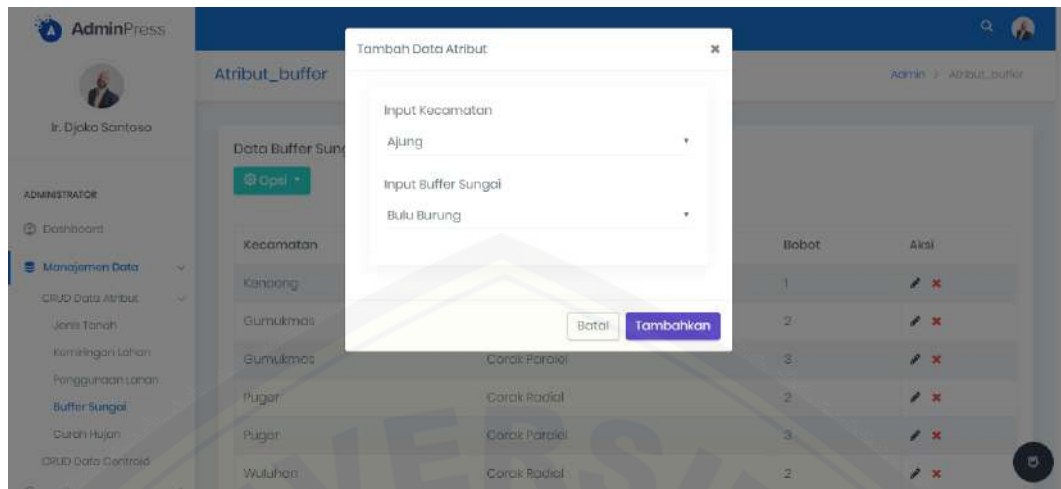 AdminPress
Ir. Djoko Santoso
ADMINISTRATOR
Dashboard
Manajemen Data
CRUD Data Atribut
Jenis Tanah
Kemiringan Lahan
Penggunaan Lahan
Buffer Sungai
Curah Hujan
CRUD Data Centroid
Atribut_buffer
Admin > Atribut_buffer
Data Buffer Sung
Opsi
Tambah Data Atribut
Input Kecamatan
Ajung
Input Buffer Sungai
Bulu Burung
Batal Tambahkan
Kecamatan Bobot Aksi
Kencong 1
Gumukmas 2
Gumukmas Corak Paralel 3
Puger Corak Radial 2
Puger Corak Paralel 3
Wuluhan Corak Radial 2